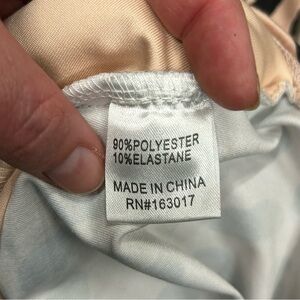 90%POLYESTER
10%ELASTANE
MADE IN CHINA
RN#163017